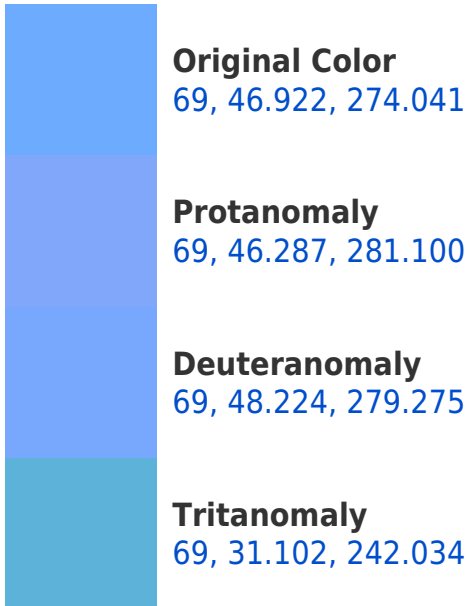 Original Color
69, 46.922, 274.041
Protanomaly
69, 46.287, 281.100
Deuteranomaly
69, 48.224, 279.275
Tritanomaly
69, 31.102, 242.034